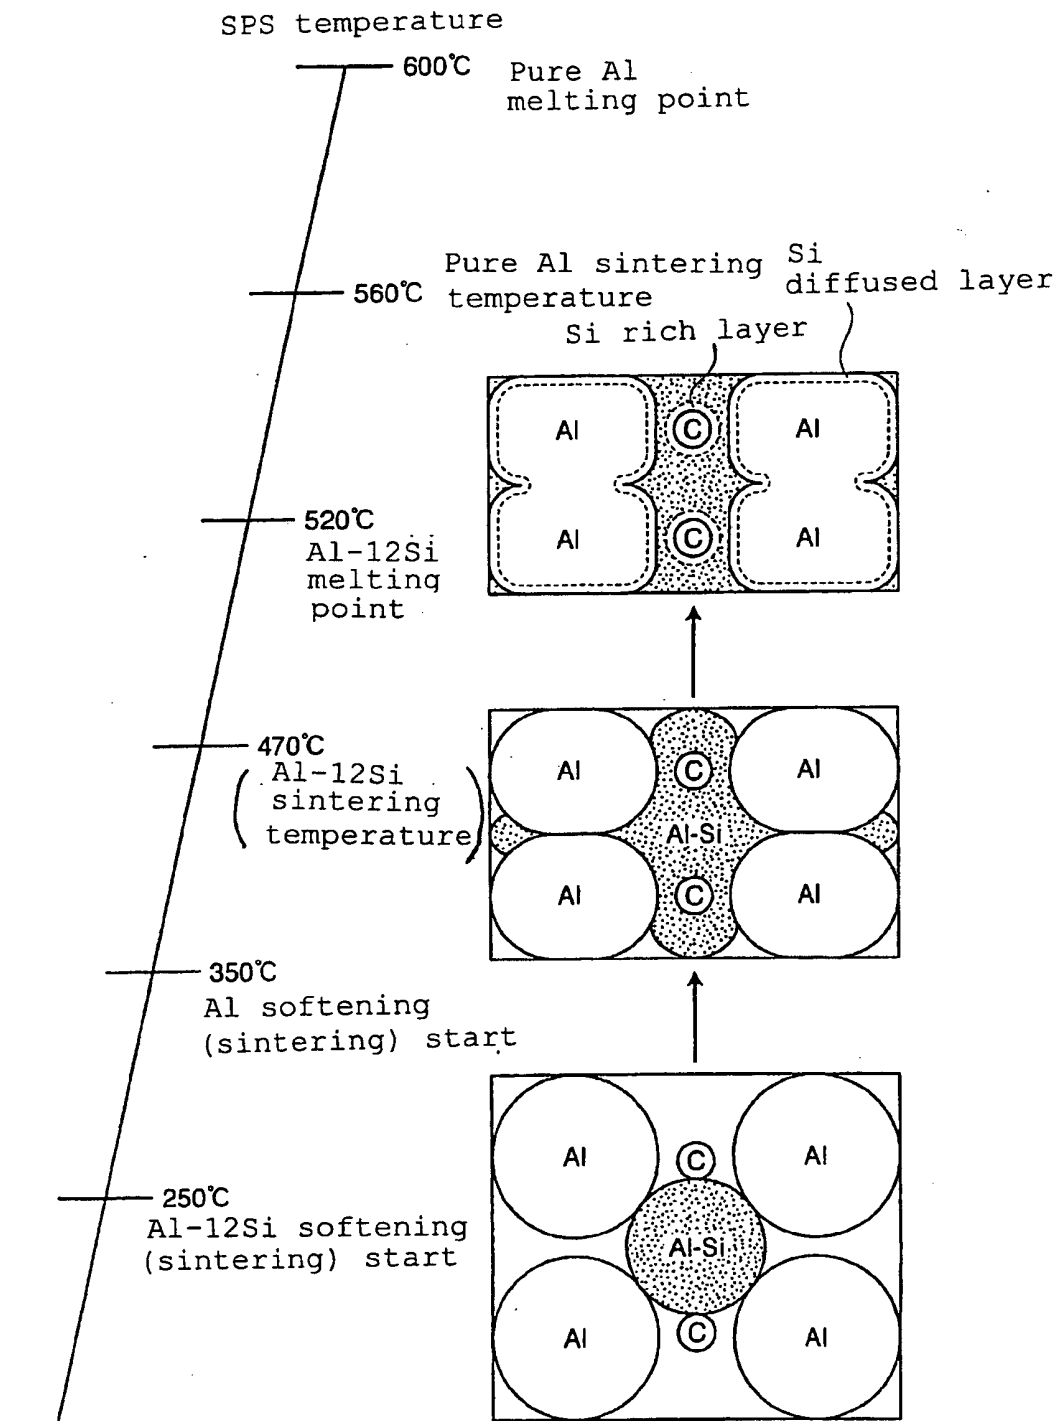 SPS temperature
600℃
Pure Al
melting point
560℃
Pure Al sintering
temperature
Si
diffused layer
Si rich layer
Al
C
Al
520℃
Al-12Si
melting
point
Al
C
Al
470℃
(Al-12Si
sintering
temperature)
Al
C
Al
Al-Si
Al
C
Al
350℃
Al softening
(sintering) start
Al
C
Al
250℃
Al-12Si softening
(sintering) start
Al-Si
Al
C
Al